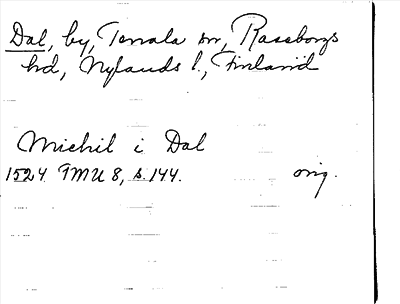 Dal, by, Tenala sn, Raseborgs
hd, Nylands l., Finland
Michil i Dal
1524 FMU 8, s. 144. orig.